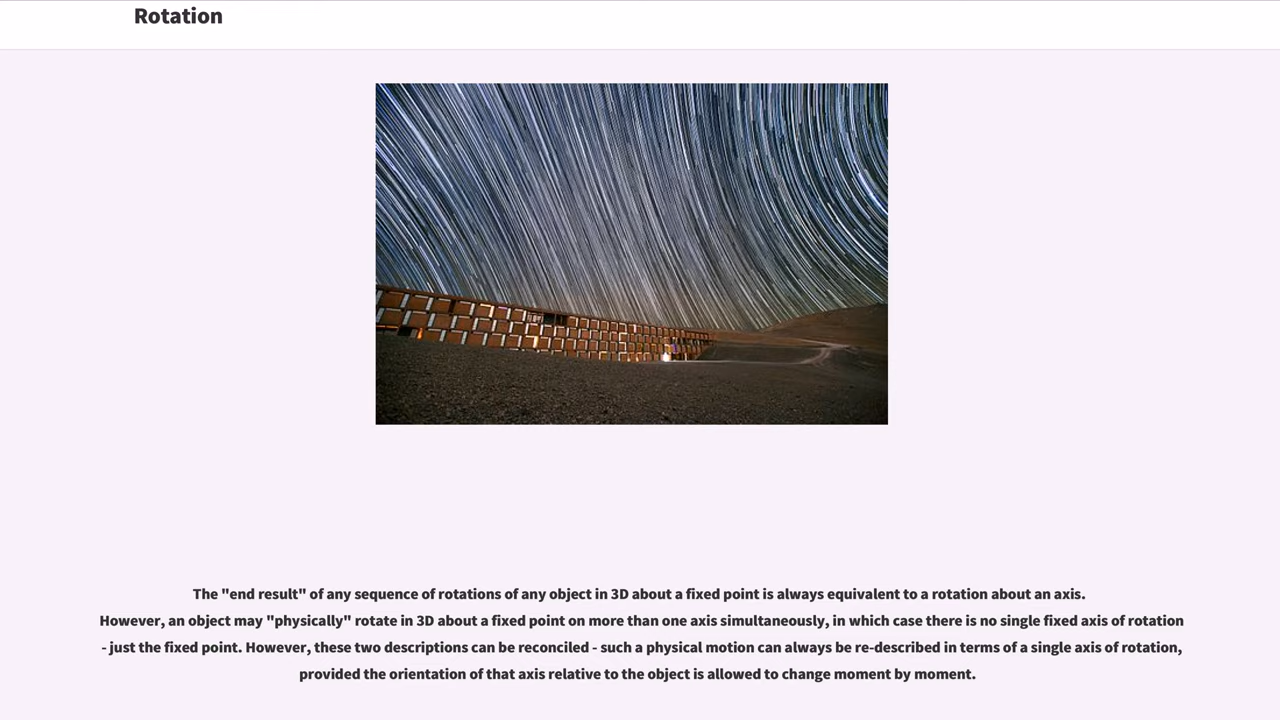 Rotation
The "end result" of any sequence of rotations of any object in 3D about a fixed point is always equivalent to a rotation about an axis.
However, an object may "physically" rotate in 3D about a fixed point on more than one axis simultaneously, in which case there is no single fixed axis of rotation
- just the fixed point. However, these two descriptions can be reconciled - such a physical motion can always be re-described in terms of a single axis of rotation,
provided the orientation of that axis relative to the object is allowed to change moment by moment.